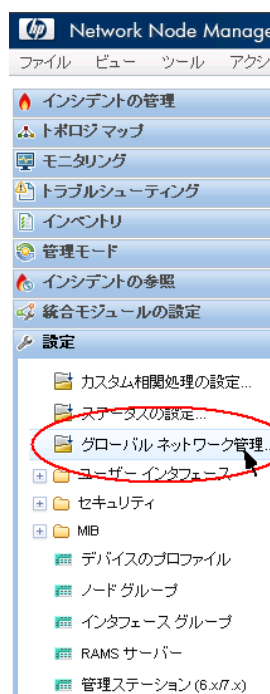 hp Network Node Manage
ファイル ビュー ツール アクシ
インシデントの管理
トポロジ マップ
モニタリング
トラブルシューティング
インベントリ
管理モード
インシデントの参照
統合モジュールの設定
設定
カスタム相関処理の設定...
ステータスの設定...
グローバル ネットワーク管理...
ユーザー インタフェース
セキュリティ
MIB
デバイスのプロファイル
ノード グループ
インタフェース グループ
RAMS サーバー
管理ステーション (6.x/7.x)